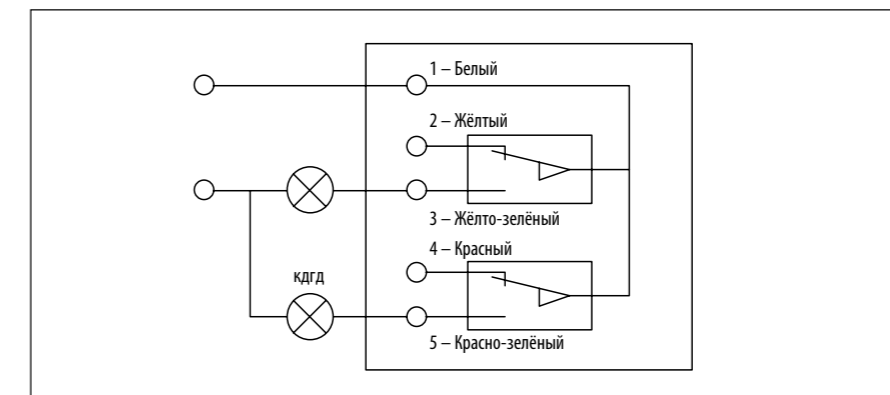 1 – Белый
2 – Жёлтый
3 – Жёлто-зелёный
4 – Красный
кдгд
5 – Красно-зелёный